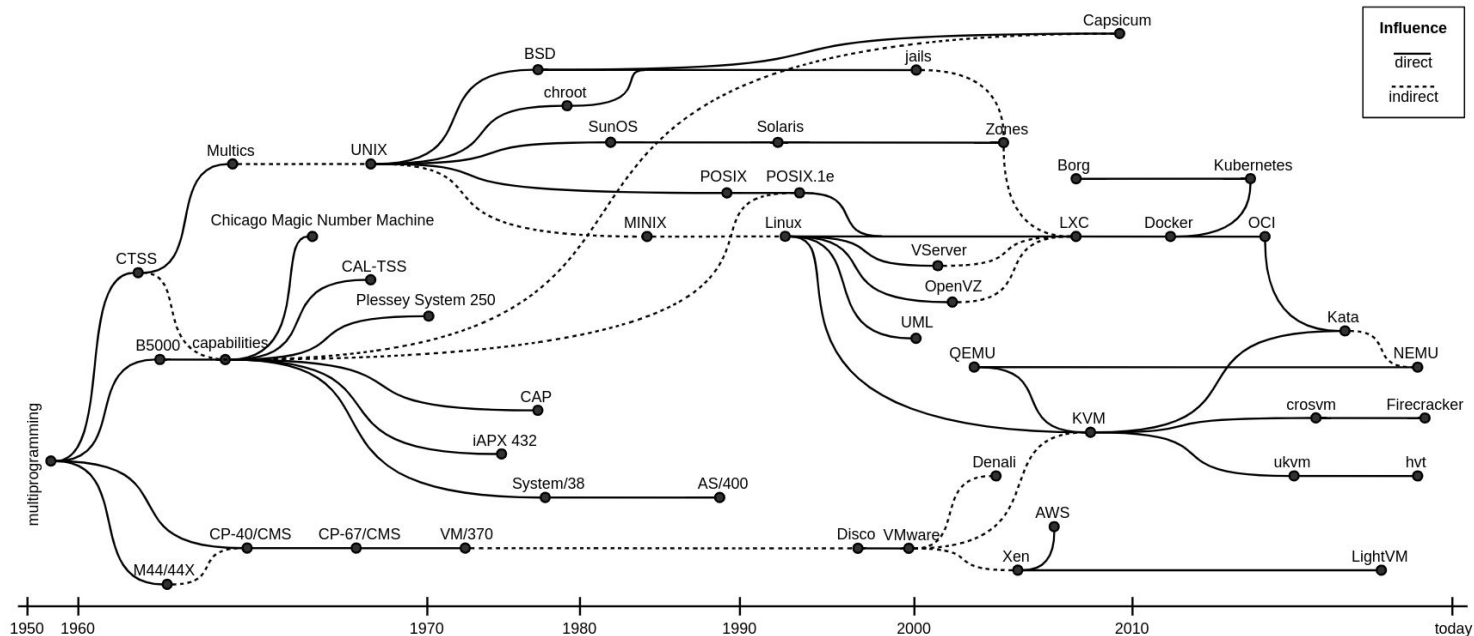 Capsicum
Influence
direct
indirect
BSD
jails
chroot
SunOS
Solaris
Zones
Multics
UNIX
Borg
Kubernetes
POSIX
POSIX.1e
Chicago Magic Number Machine
MINIX
Linux
LXC
Docker
OCI
CTSS
CAL-TSS
VServer
Plessey System 250
OpenVZ
UML
Kata
B5000
capabilities
QEMU
NEMU
CAP
KVM
crosvm
Firecracker
multiprogramming
iAPX 432
Denali
ukvm
hvt
System/38
AS/400
AWS
CP-40/CMS
CP-67/CMS
VM/370
Disco
VMware
Xen
LightVM
M44/44X
1950
1960
1970
1980
1990
2000
2010
today